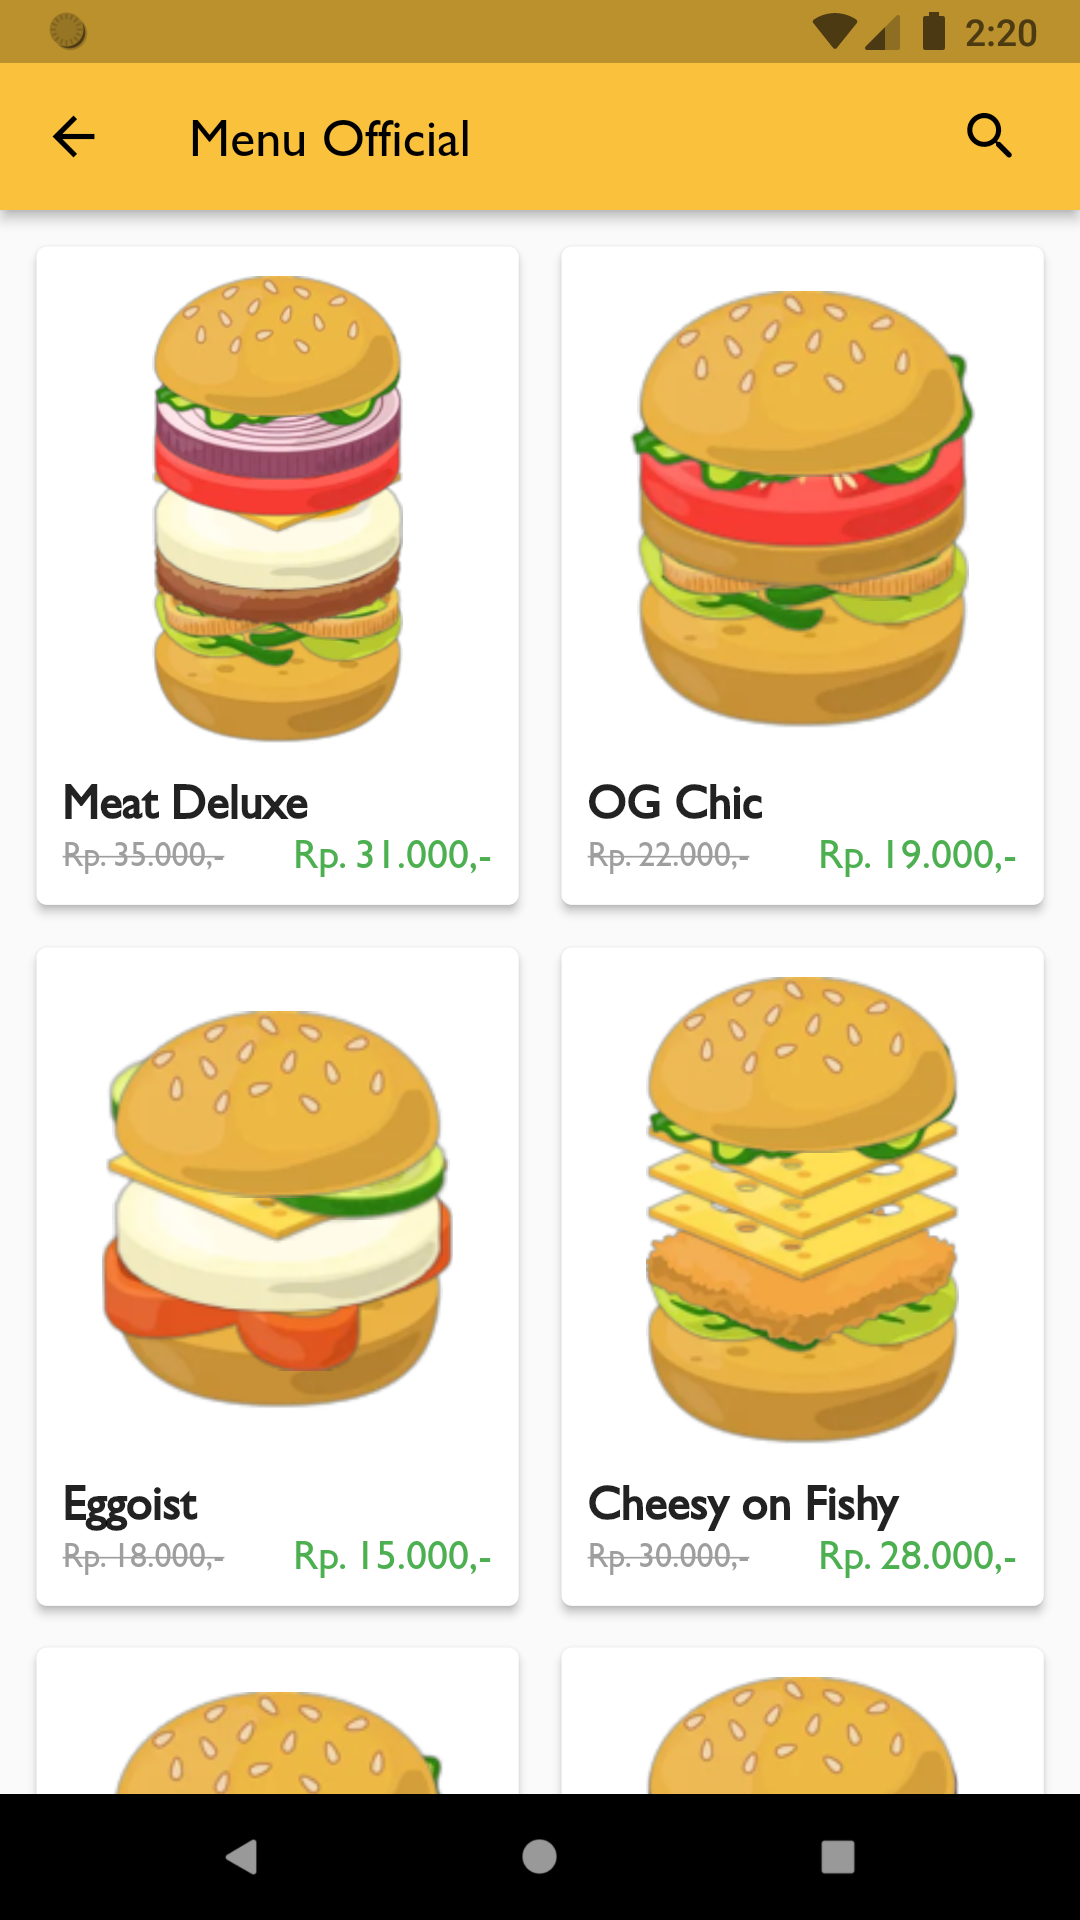 2:20
Menu Official
Meat Deluxe
Rp. 35.000,- Rp. 31.000,-
OG Chic
Rp. 22.000,- Rp. 19.000,-
Eggoist
Rp. 18.000,- Rp. 15.000,-
Cheesy on Fishy
Rp. 30.000,- Rp. 28.000,-